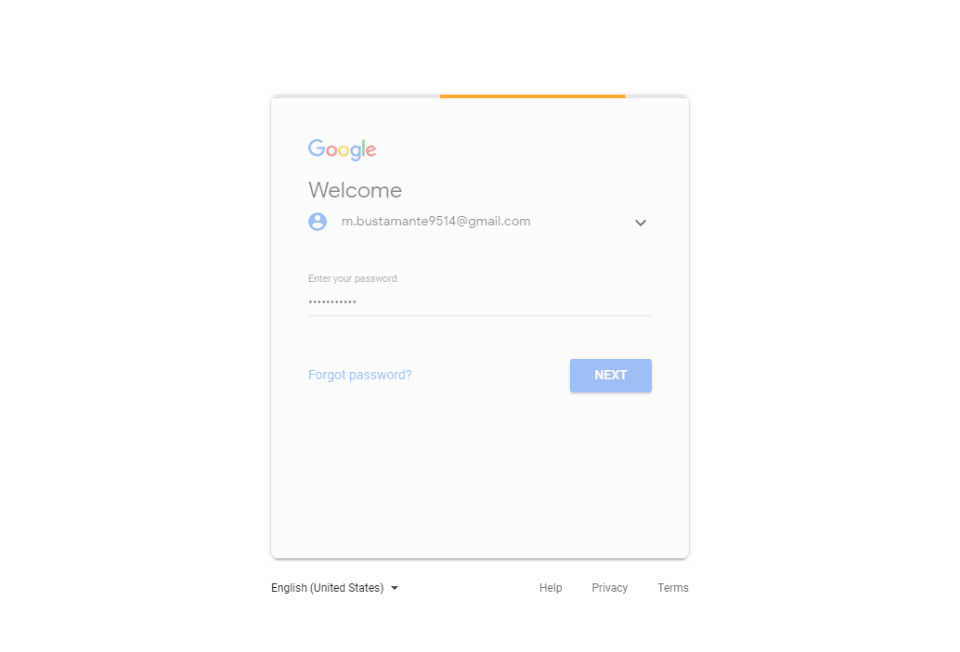 Google
Welcome
m.bustamante9514@gmail.com
Enter your password
•••••••••••
Forgot password?
NEXT
English (United States)
Help
Privacy
Terms